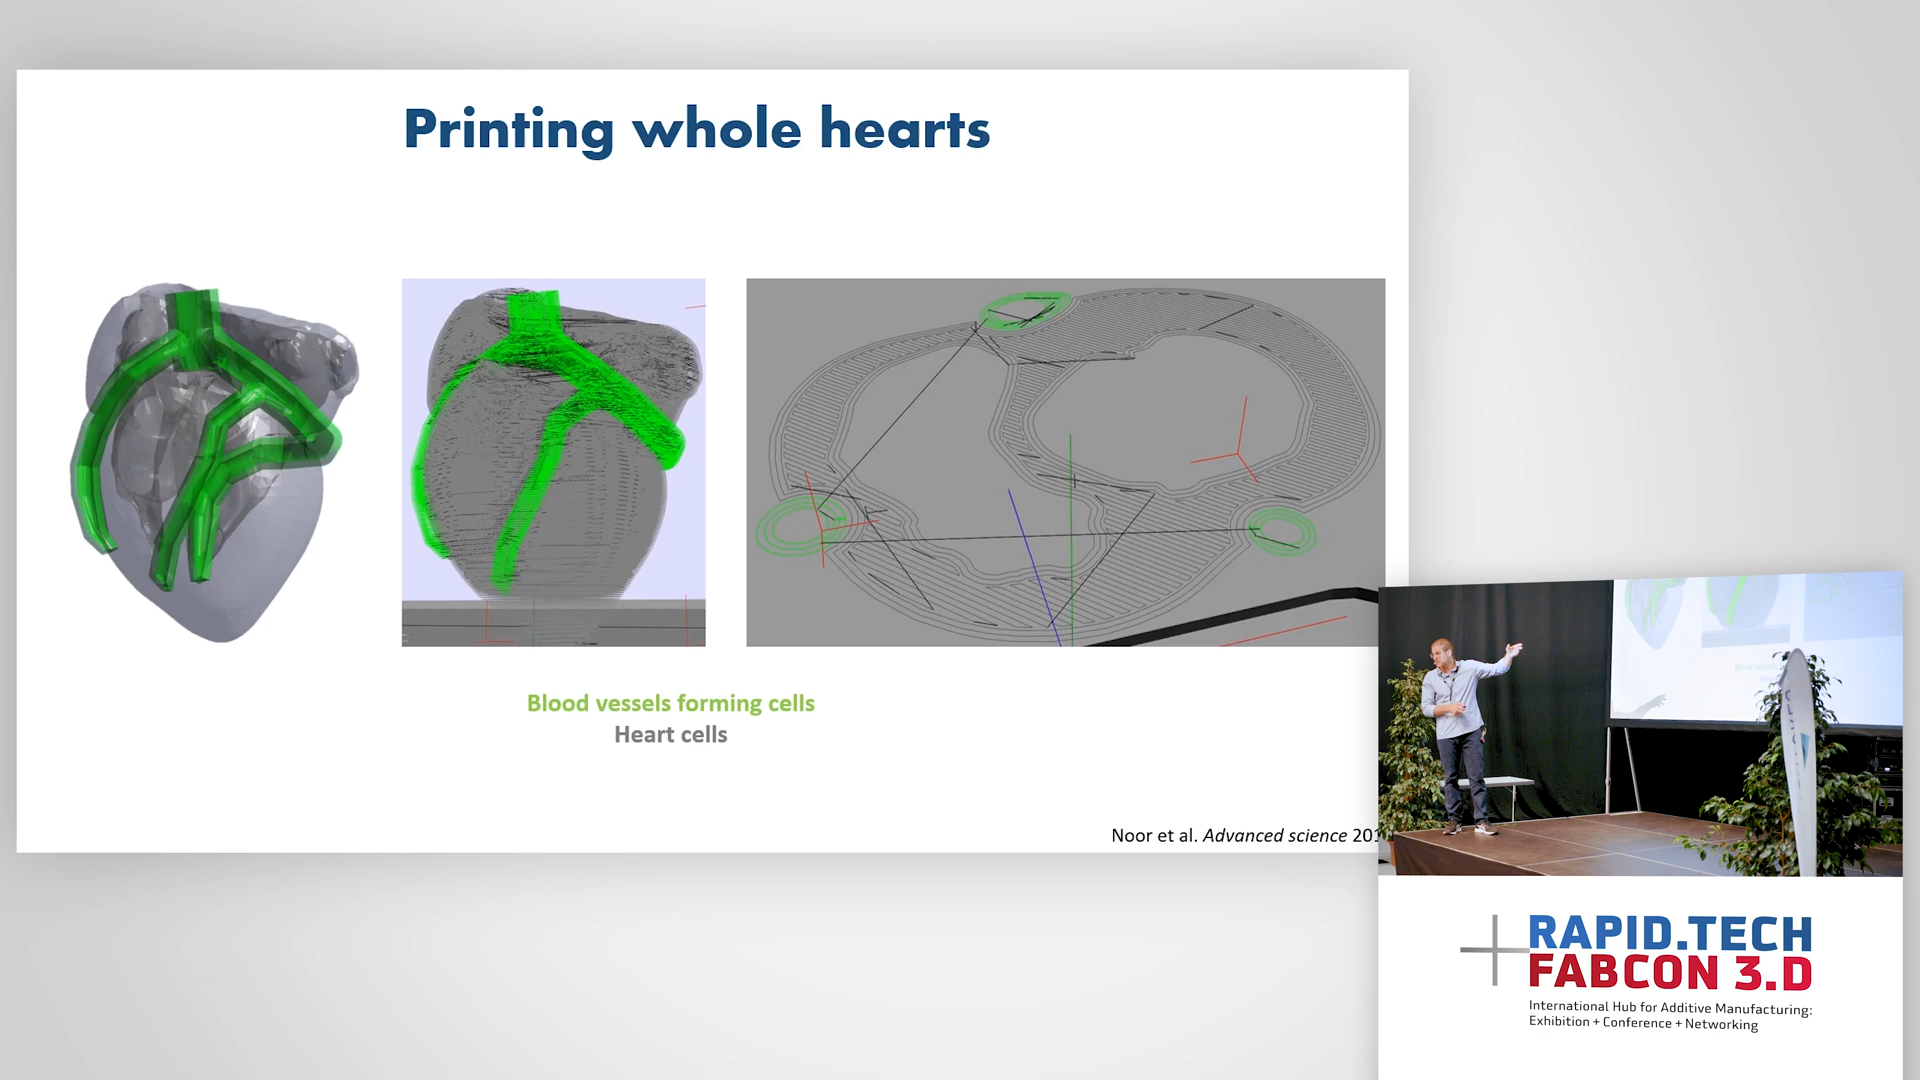 Printing whole hearts
Blood vessels forming cells
Heart cells
Noor et al. Advanced science 201
RAPID.TECH
FABCON 3.D
International Hub for Additive Manufacturing:
Exhibition + Conference + Networking